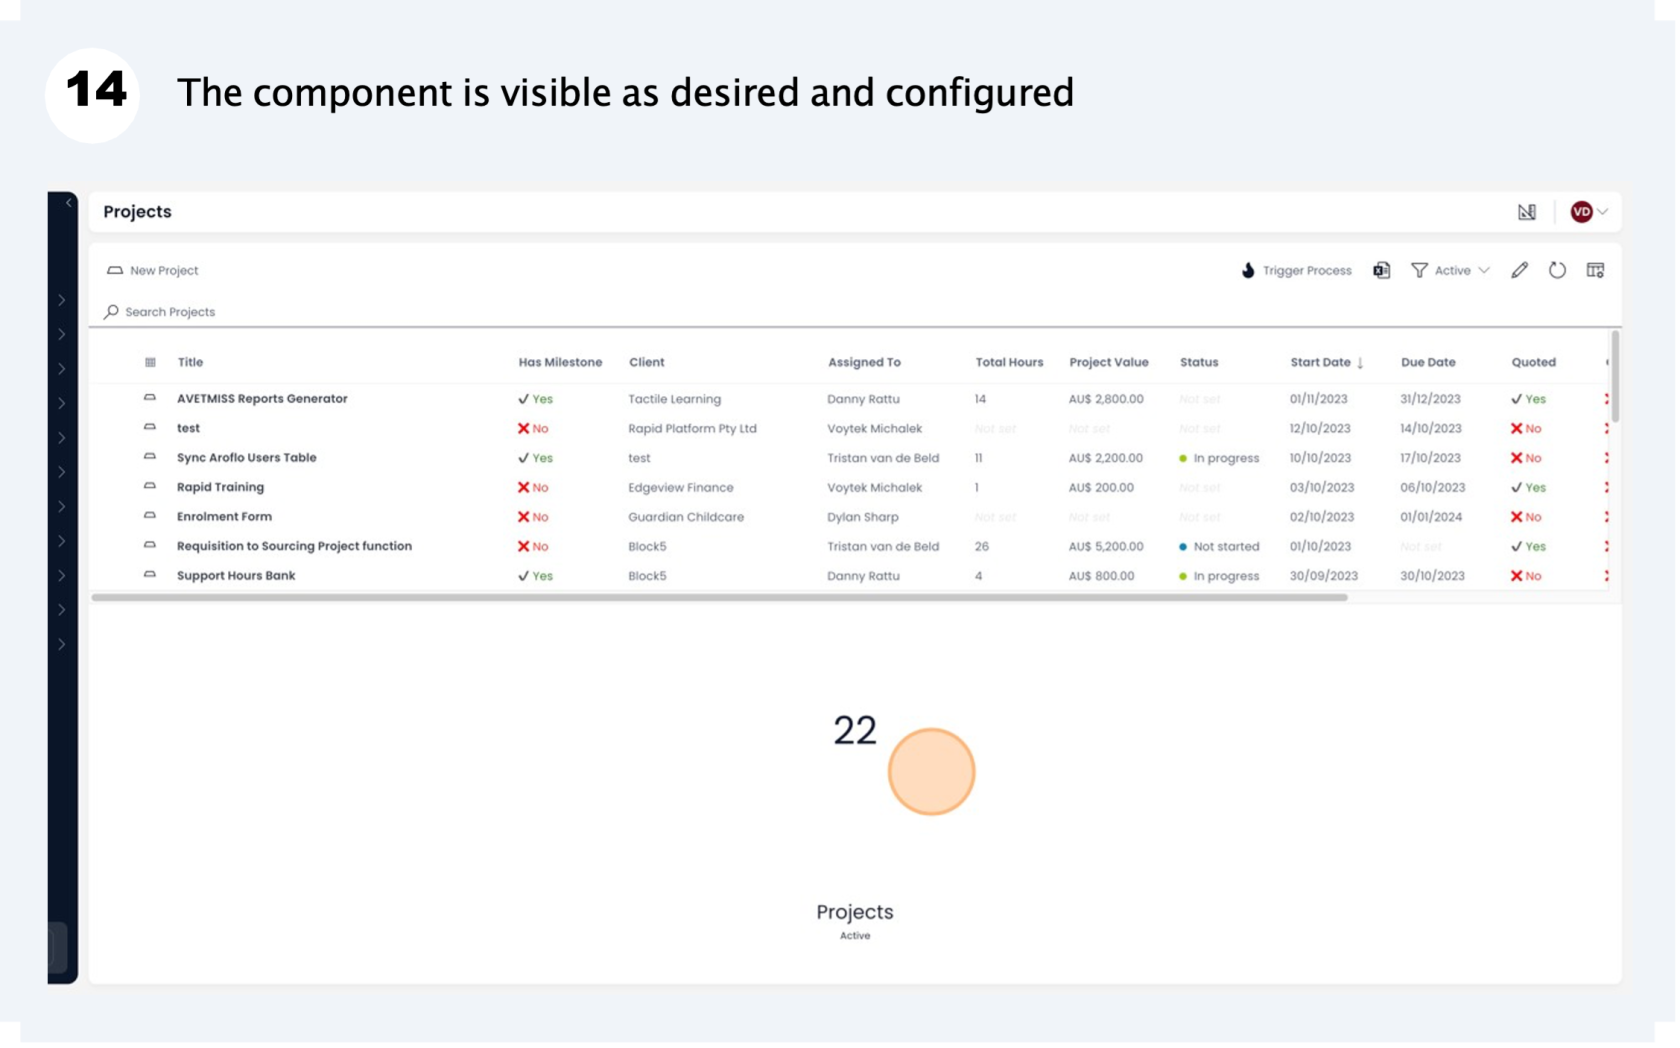 14 The component is visible as desired and configured
Projects VD
New Project Trigger Process Active
Search Projects
Title Has Milestone Client Assigned To Total Hours Project Value Status Start Date ↓ Due Date Quoted
AVETMISS Reports Generator ✓ Yes Tactile Learning Danny Rattu 14 AU$ 2,800.00 Not set 01/11/2023 31/12/2023 ✓ Yes
test ✗ No Rapid Platform Pty Ltd Voytek Michalek Not set Not set Not set 12/10/2023 14/10/2023 ✗ No
Sync Aroflo Users Table ✓ Yes test Tristan van de Beld 11 AU$ 2,200.00 In progress 10/10/2023 17/10/2023 ✗ No
Rapid Training ✗ No Edgeview Finance Voytek Michalek 1 AU$ 200.00 Not set 03/10/2023 06/10/2023 ✓ Yes
Enrolment Form ✗ No Guardian Childcare Dylan Sharp Not set Not set Not set 02/10/2023 01/01/2024 ✗ No
Requisition to Sourcing Project function ✗ No Block5 Tristan van de Beld 26 AU$ 5,200.00 Not started 01/10/2023 Not set ✓ Yes
Support Hours Bank ✓ Yes Block5 Danny Rattu 4 AU$ 800.00 In progress 30/09/2023 30/10/2023 ✗ No
22
Projects
Active